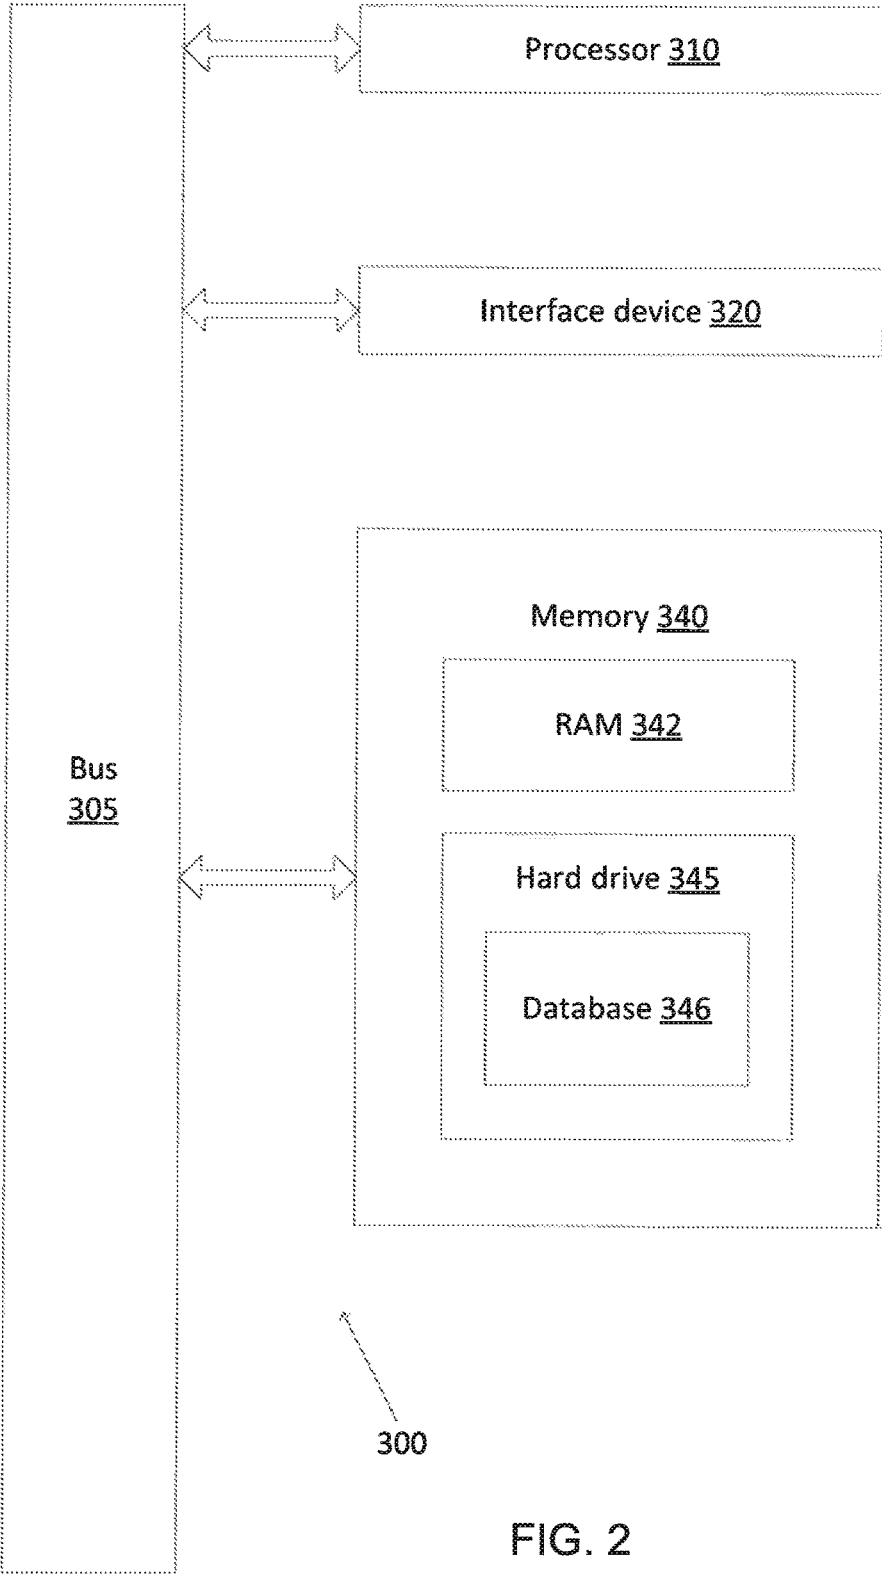 Processor 310
Interface device 320
Memory 340
RAM 342
Bus
305
Hard drive 345
Database 346
300
FIG. 2